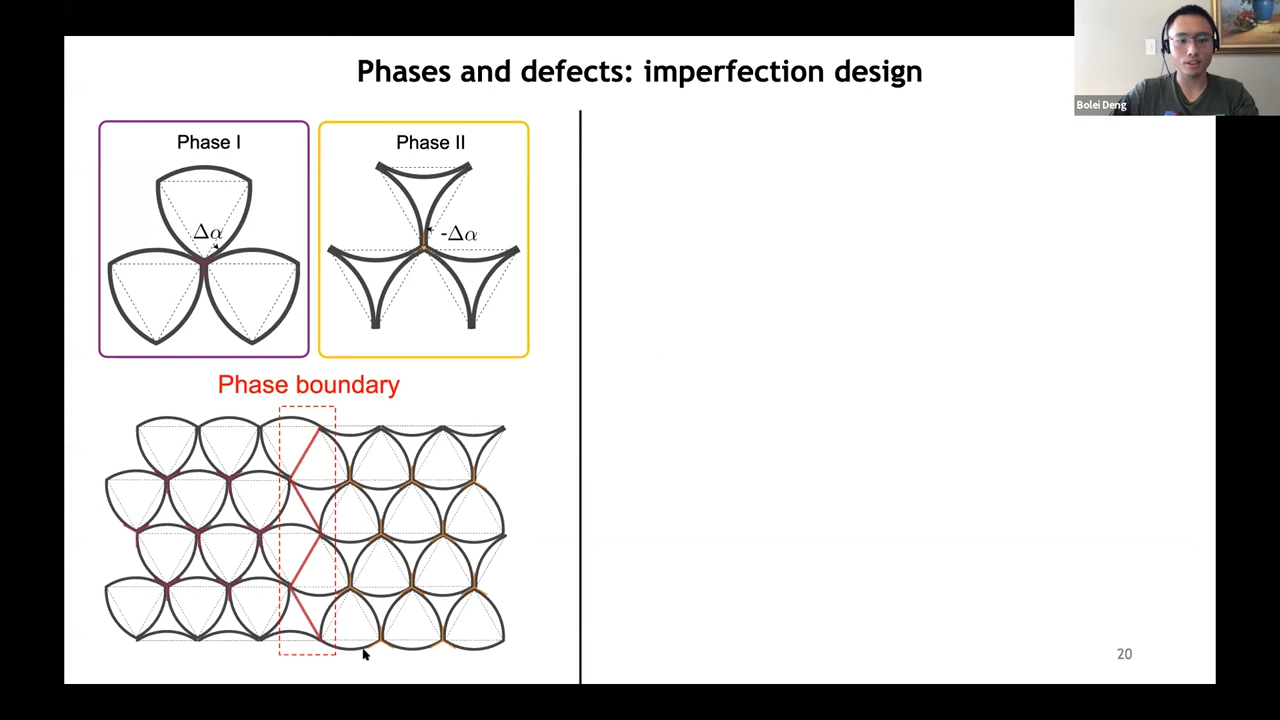 Phases and defects: imperfection design
Bolei Deng
Phase I
Phase II
Δα
-Δα
Phase boundary
20